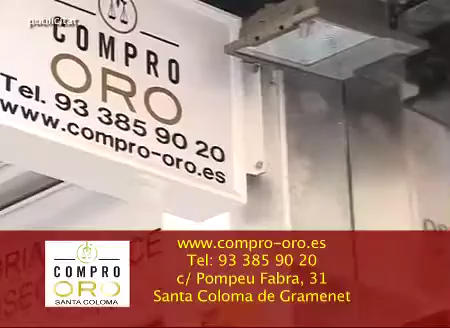 publicitat
COMPRO
ORO
Tel. 93 385 90 20
www.compro-oro.es
COMPRO
ORO
SANTA COLOMA
www.compro-oro.es
Tel: 93 385 90 20
c/ Pompeu Fabra, 31
Santa Coloma de Gramenet